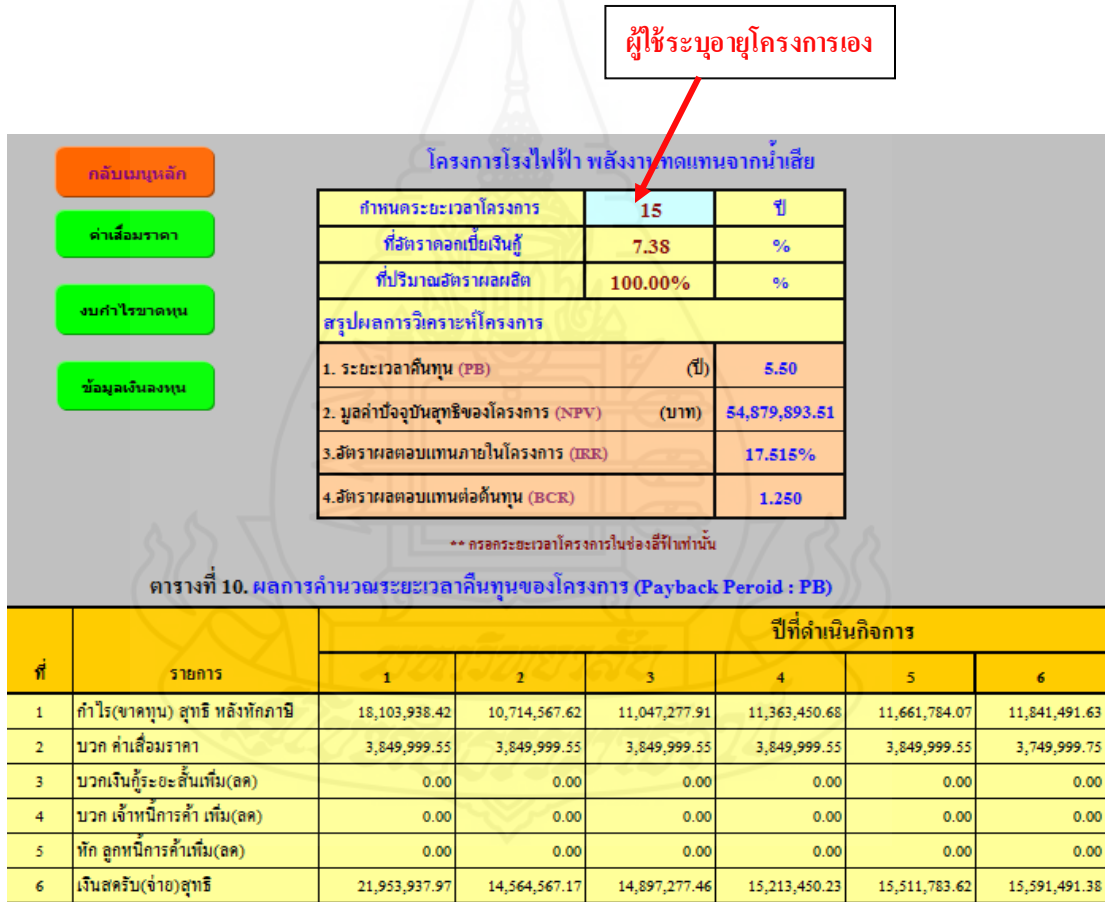 ผู้ใช้ระบุอายุโครงการเอง
กลับเมนูหลัก
ค่าเสื่อมราคา
งบกำไรขาดทุน
ข้อมูลเงินลงทุน
โครงการโรงไฟฟ้า พลังงานทดแทนจากน้ำเสีย
กำหนดระยะเวลาโครงการ 15 ปี
ที่อัตราดอกเบี้ยเงินกู้ 7.38 %
ที่ปริมาณอัตราผลผลิต 100.00% %
สรุปผลการวิเคราะห์โครงการ
1. ระยะเวลาคืนทุน (PB) (ปี) 5.50
2. มูลค่าปัจจุบันสุทธิของโครงการ (NPV) (บาท) 54,879,893.51
3.อัตราผลตอบแทนภายในโครงการ (IRR) 17.515%
4.อัตราผลตอบแทนต่อต้นทุน (BCR) 1.250
** กรอกระยะเวลาโครงการในช่องสีฟ้าเท่านั้น
ตารางที่ 10. ผลการคำนวณระยะเวลาคืนทุนของโครงการ (Payback Peroid : PB)
ปีที่ดำเนินกิจการ
ที่ รายการ 1 2 3 4 5 6
1 กำไร(ขาดทุน) สุทธิ หลังหักภาษี 18,103,938.42 10,714,567.62 11,047,277.91 11,363,450.68 11,661,784.07 11,841,491.63
2 บวก ค่าเสื่อมราคา 3,849,999.55 3,849,999.55 3,849,999.55 3,849,999.55 3,849,999.55 3,749,999.75
3 บวกเงินกู้ระยะสั้นเพิ่ม(ลด) 0.00 0.00 0.00 0.00 0.00 0.00
4 บวก เจ้าหนี้การค้า เพิ่ม(ลด) 0.00 0.00 0.00 0.00 0.00 0.00
5 หัก ลูกหนี้การค้าเพิ่ม(ลด) 0.00 0.00 0.00 0.00 0.00 0.00
6 เงินสดรับ(จ่าย)สุทธิ 21,953,937.97 14,564,567.17 14,897,277.46 15,213,450.23 15,511,783.62 15,591,491.38